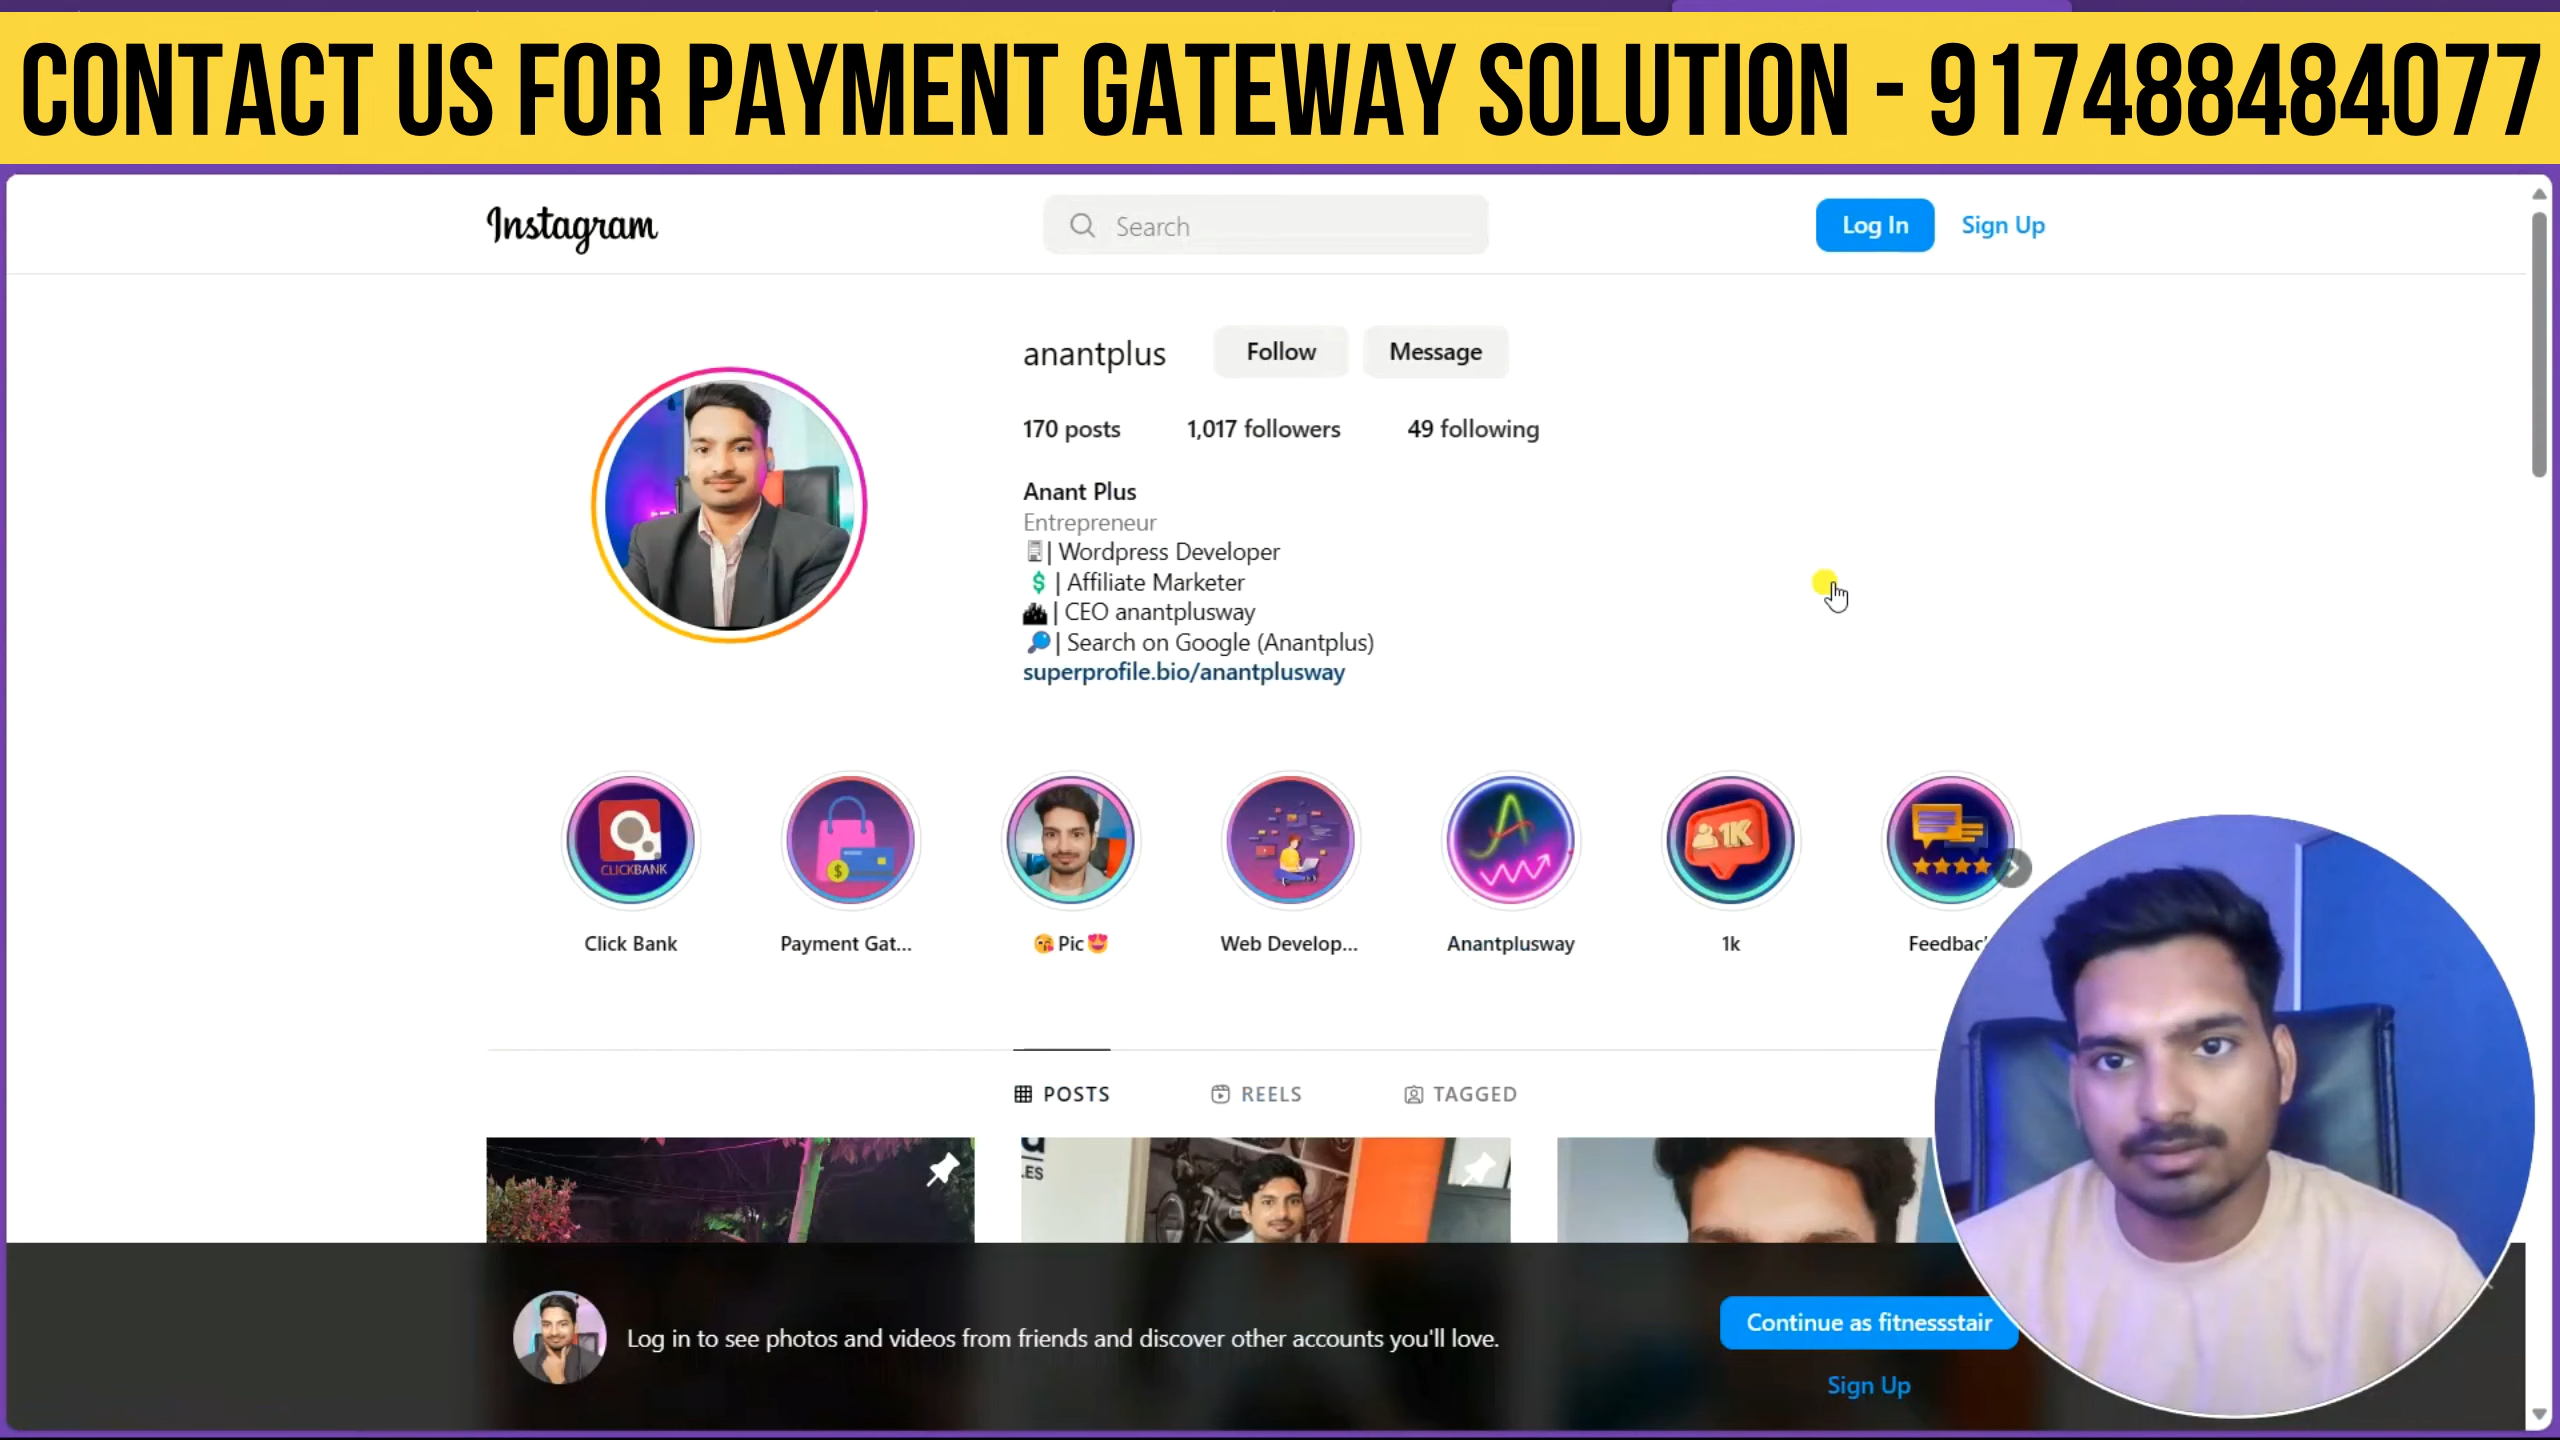 CONTACT US FOR PAYMENT GATEWAY SOLUTION - 917488484077
Instagram
Search
Log In
Sign Up
anantplus
Follow
Message
170 posts
1,017 followers
49 following
Anant Plus
Entrepreneur
| Wordpress Developer
| Affiliate Marketer
| CEO anantplusway
| Search on Google (Anantplus)
superprofile.bio/anantplusway
CLICKBANK
1K
Click Bank
Payment Gat...
😘 Pic 😍
Web Develop...
Anantplusway
1k
Feedbac
POSTS
REELS
TAGGED
Log in to see photos and videos from friends and discover other accounts you'll love.
Continue as fitnessstair
Sign Up